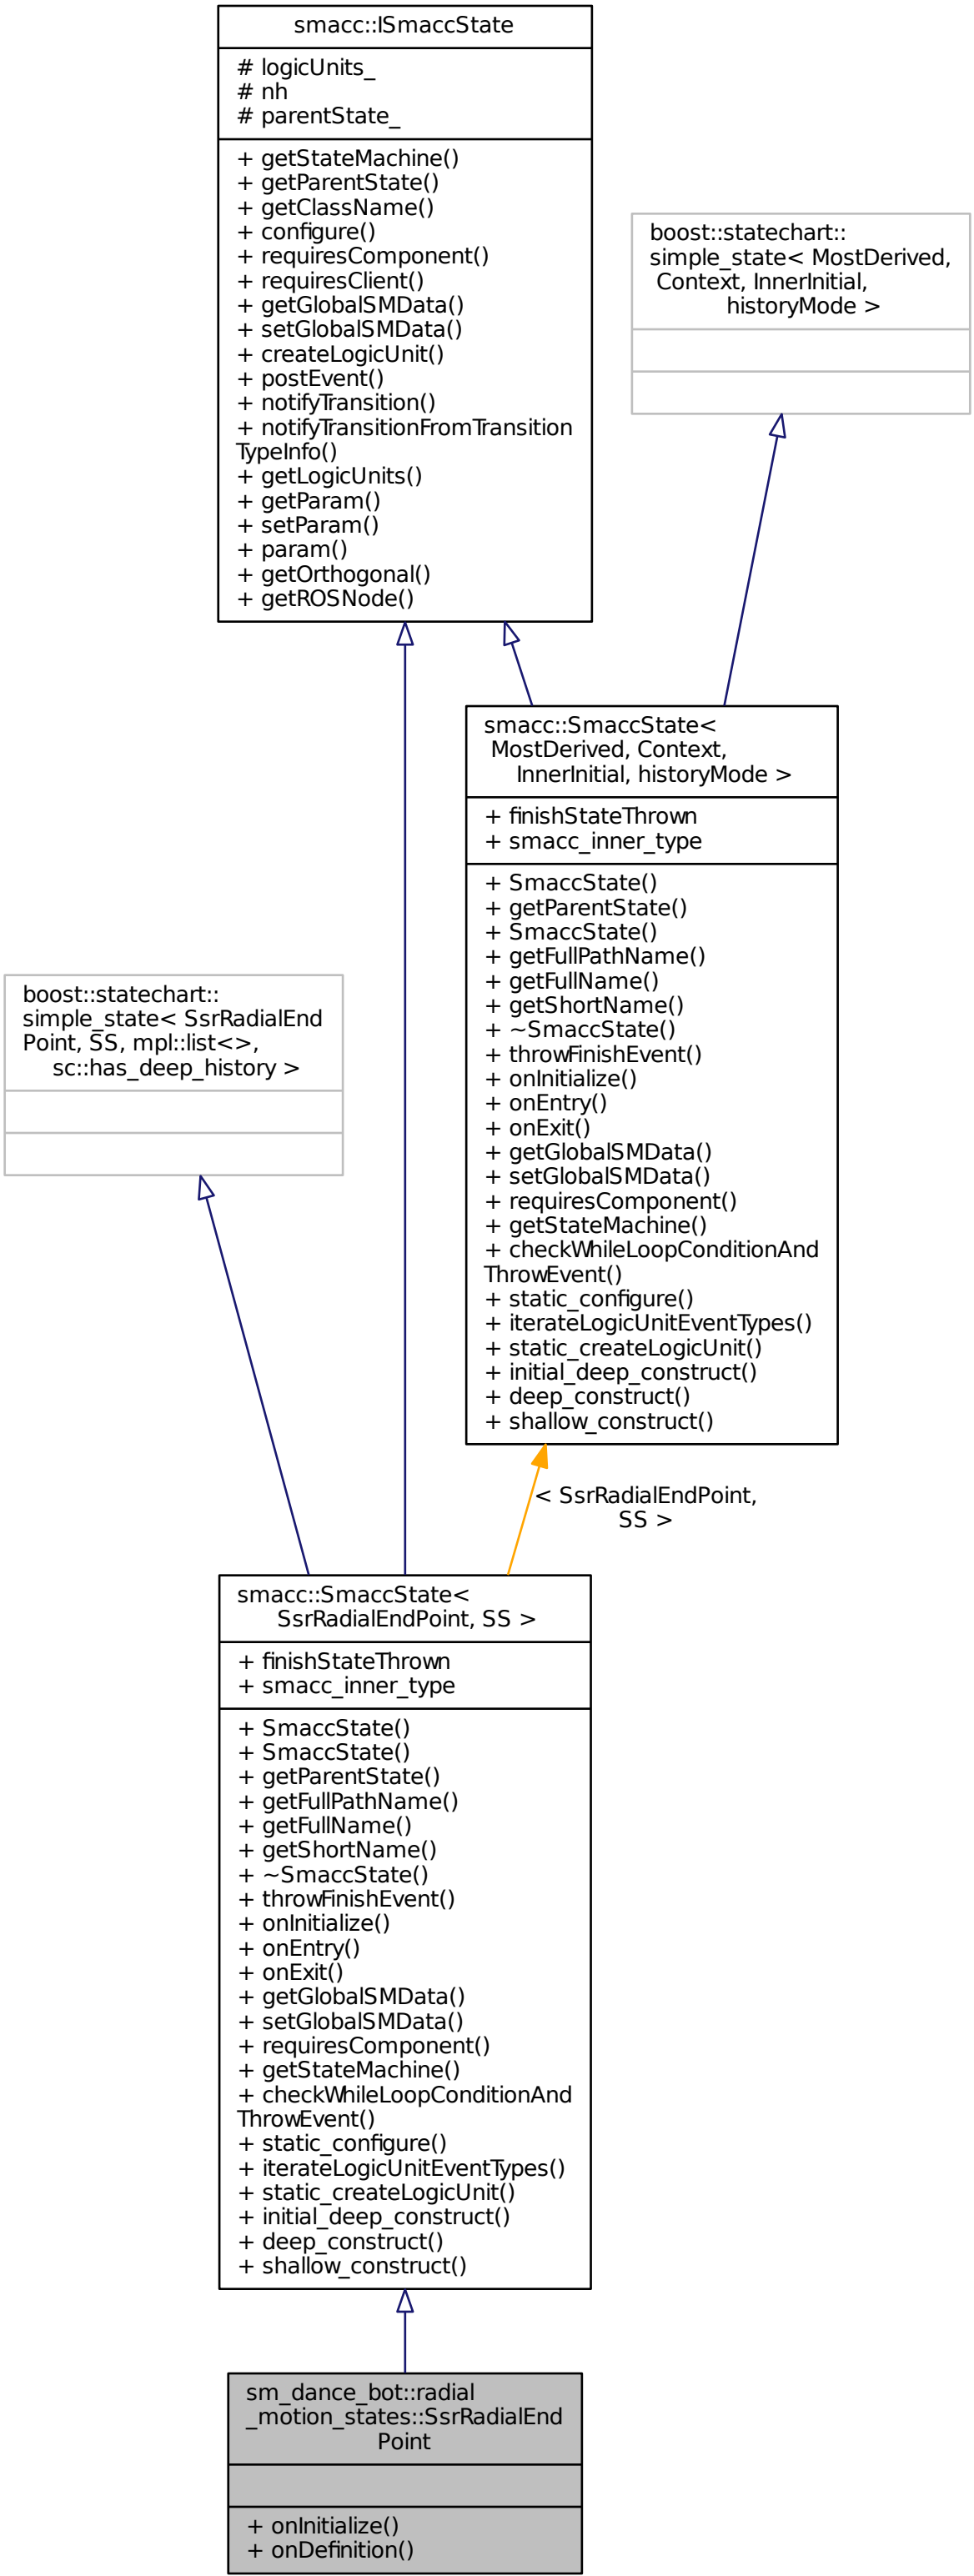 smacc::ISmaccState
# logicUnits_
# nh
# parentState_
+ getStateMachine()
+ getParentState()
+ getClassName()
+ configure()
+ requiresComponent()
+ requiresClient()
+ getGlobalSMData()
+ setGlobalSMData()
+ createLogicUnit()
+ postEvent()
+ notifyTransition()
+ notifyTransitionFromTransition
TypeInfo()
+ getLogicUnits()
+ getParam()
+ setParam()
+ param()
+ getOrthogonal()
+ getROSNode()
boost::statechart::
simple_state< MostDerived,
Context, InnerInitial,
historyMode >
smacc::SmaccState<
MostDerived, Context,
InnerInitial, historyMode >
+ finishStateThrown
+ smacc_inner_type
+ SmaccState()
+ getParentState()
+ SmaccState()
+ getFullPathName()
+ getFullName()
+ getShortName()
+ ~SmaccState()
+ throwFinishEvent()
+ onInitialize()
+ onEntry()
+ onExit()
+ getGlobalSMData()
+ setGlobalSMData()
+ requiresComponent()
+ getStateMachine()
+ checkWhileLoopConditionAnd
ThrowEvent()
+ static_configure()
+ iterateLogicUnitEventTypes()
+ static_createLogicUnit()
+ initial_deep_construct()
+ deep_construct()
+ shallow_construct()
boost::statechart::
simple_state< SsrRadialEnd
Point, SS, mpl::list<>,
sc::has_deep_history >
< SsrRadialEndPoint,
SS >
smacc::SmaccState<
SsrRadialEndPoint, SS >
+ finishStateThrown
+ smacc_inner_type
+ SmaccState()
+ SmaccState()
+ getParentState()
+ getFullPathName()
+ getFullName()
+ getShortName()
+ ~SmaccState()
+ throwFinishEvent()
+ onInitialize()
+ onEntry()
+ onExit()
+ getGlobalSMData()
+ setGlobalSMData()
+ requiresComponent()
+ getStateMachine()
+ checkWhileLoopConditionAnd
ThrowEvent()
+ static_configure()
+ iterateLogicUnitEventTypes()
+ static_createLogicUnit()
+ initial_deep_construct()
+ deep_construct()
+ shallow_construct()
sm_dance_bot::radial
_motion_states::SsrRadialEnd
Point
+ onInitialize()
+ onDefinition()